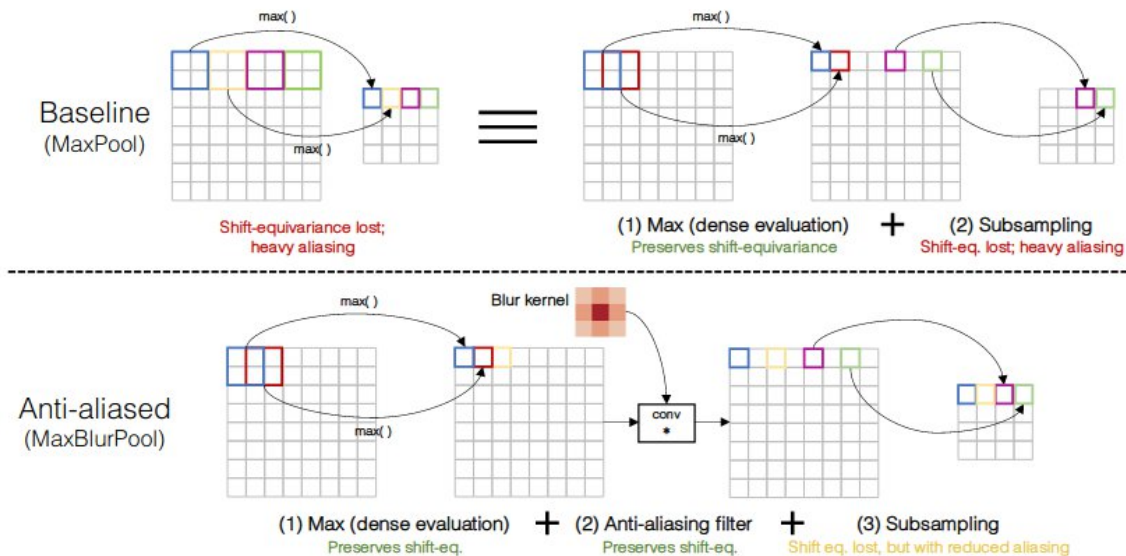 max( )
max( )
Baseline
(MaxPool)
max( )
Shift-equivariance lost;
heavy aliasing
max( )
max( )
(1) Max (dense evaluation) + (2) Subsampling
Preserves shift-equivariance
Shift-eq. lost; heavy aliasing
Blur kernel
max( )
Anti-aliased
(MaxBlurPool)
max( )
conv
*
(1) Max (dense evaluation) + (2) Anti-aliasing filter + (3) Subsampling
Preserves shift-eq.
Preserves shift-eq.
Shift eq. lost, but with reduced aliasing